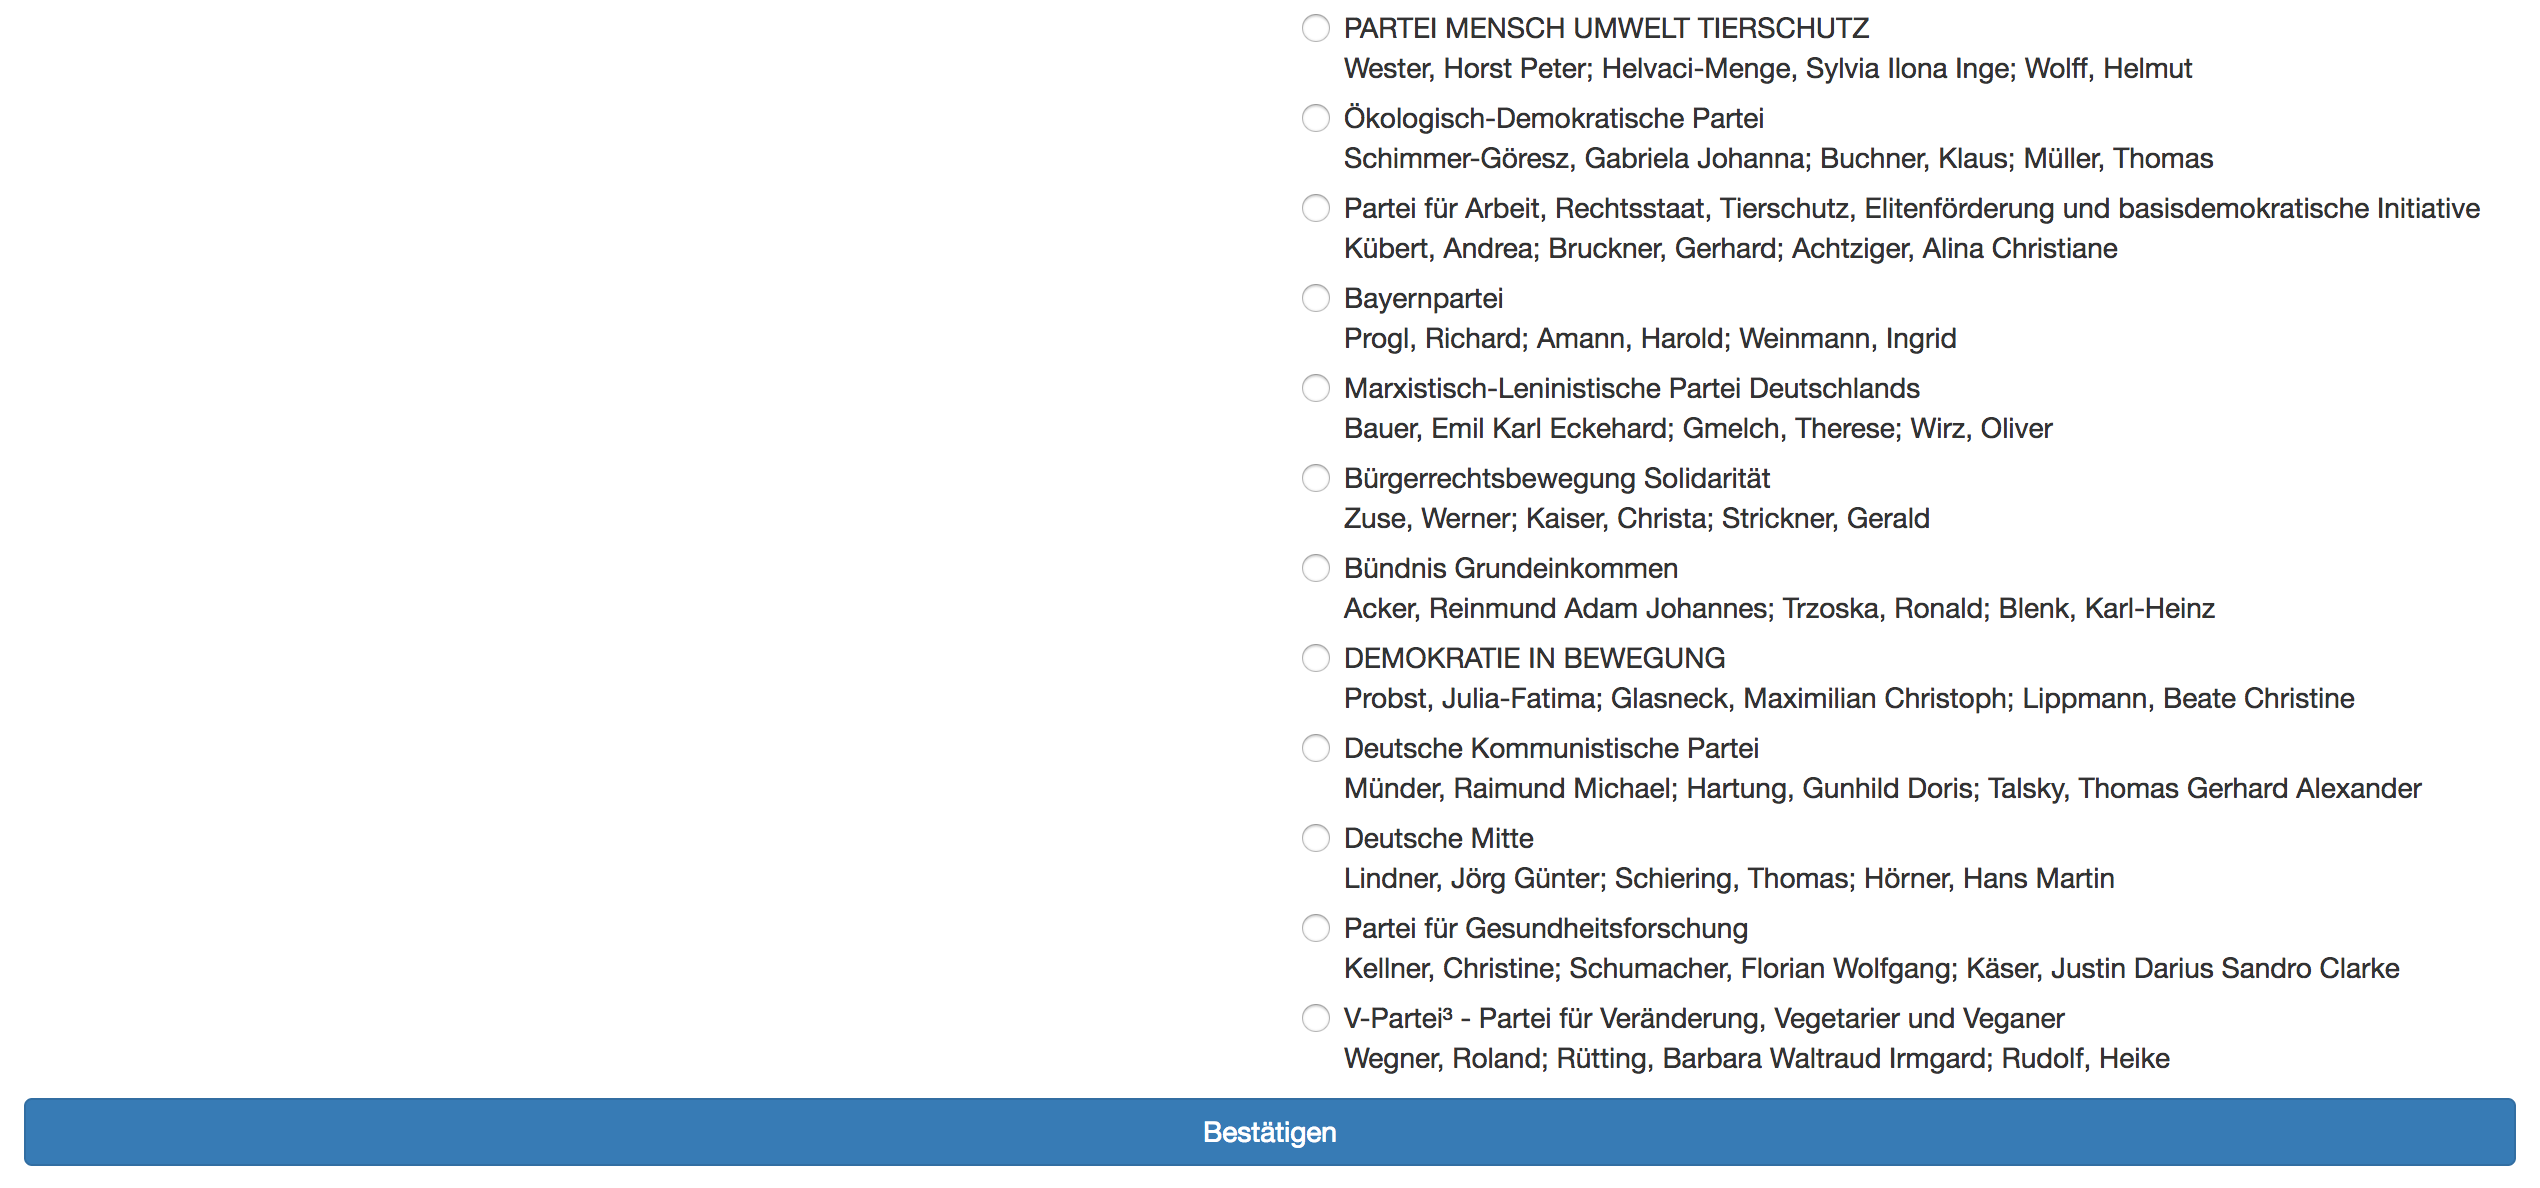 PARTEI MENSCH UMWELT TIERSCHUTZ
Wester, Horst Peter; Helvaci-Menge, Sylvia Ilona Inge; Wolff, Helmut
Ökologisch-Demokratische Partei
Schimmer-Göresz, Gabriela Johanna; Buchner, Klaus; Müller, Thomas
Partei für Arbeit, Rechtsstaat, Tierschutz, Elitenförderung und basisdemokratische Initiative
Kübert, Andrea; Bruckner, Gerhard; Achtziger, Alina Christiane
Bayernpartei
Progl, Richard; Amann, Harold; Weinmann, Ingrid
Marxistisch-Leninistische Partei Deutschlands
Bauer, Emil Karl Eckehard; Gmelch, Therese; Wirz, Oliver
Bürgerrechtsbewegung Solidarität
Zuse, Werner; Kaiser, Christa; Strickner, Gerald
Bündnis Grundeinkommen
Acker, Reinmund Adam Johannes; Trzoska, Ronald; Blenk, Karl-Heinz
DEMOKRATIE IN BEWEGUNG
Probst, Julia-Fatima; Glasneck, Maximilian Christoph; Lippmann, Beate Christine
Deutsche Kommunistische Partei
Münder, Raimund Michael; Hartung, Gunhild Doris; Talsky, Thomas Gerhard Alexander
Deutsche Mitte
Lindner, Jörg Günter; Schiering, Thomas; Hörner, Hans Martin
Partei für Gesundheitsforschung
Kellner, Christine; Schumacher, Florian Wolfgang; Käser, Justin Darius Sandro Clarke
V-Partei³ - Partei für Veränderung, Vegetarier und Veganer
Wegner, Roland; Rütting, Barbara Waltraud Irmgard; Rudolf, Heike
Bestätigen